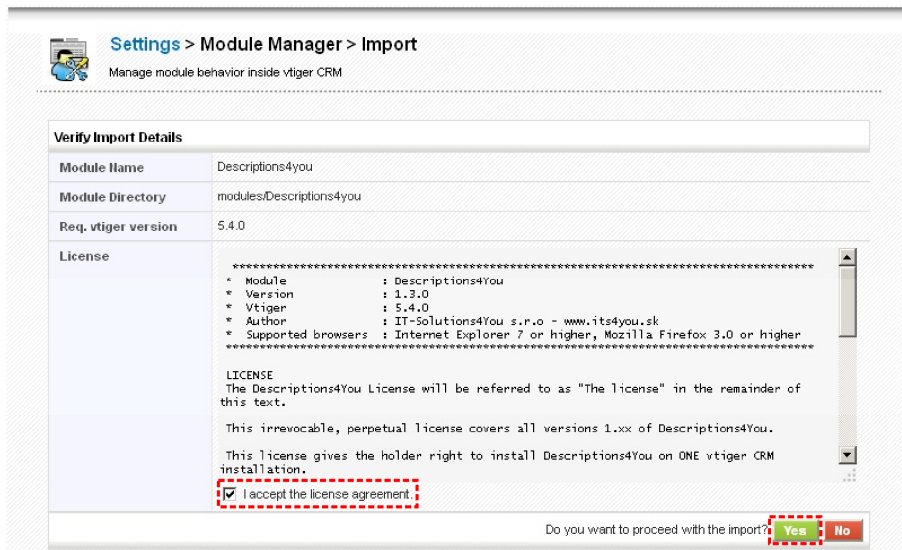 Settings > Module Manager > Import
Manage module behavior inside vtiger CRM
Verify Import Details
Module Name Descriptions4you
Module Directory modules/Descriptions4you
Req. vtiger version 5.4.0
License
*******************************************************************************
* Module : Descriptions4You
* Version : 1.3.0
* Vtiger : 5.4.0
* Author : IT-Solutions4You s.r.o - www.its4you.sk
* Supported browsers : Internet Explorer 7 or higher, Mozilla Firefox 3.0 or higher
*******************************************************************************
LICENSE
The Descriptions4You License will be referred to as "The license" in the remainder of
this text.
This irrevocable, perpetual license covers all versions 1.xx of Descriptions4You.
This license gives the holder right to install Descriptions4You on ONE vtiger CRM
installation.
I accept the license agreement.
Do you want to proceed with the import? Yes No